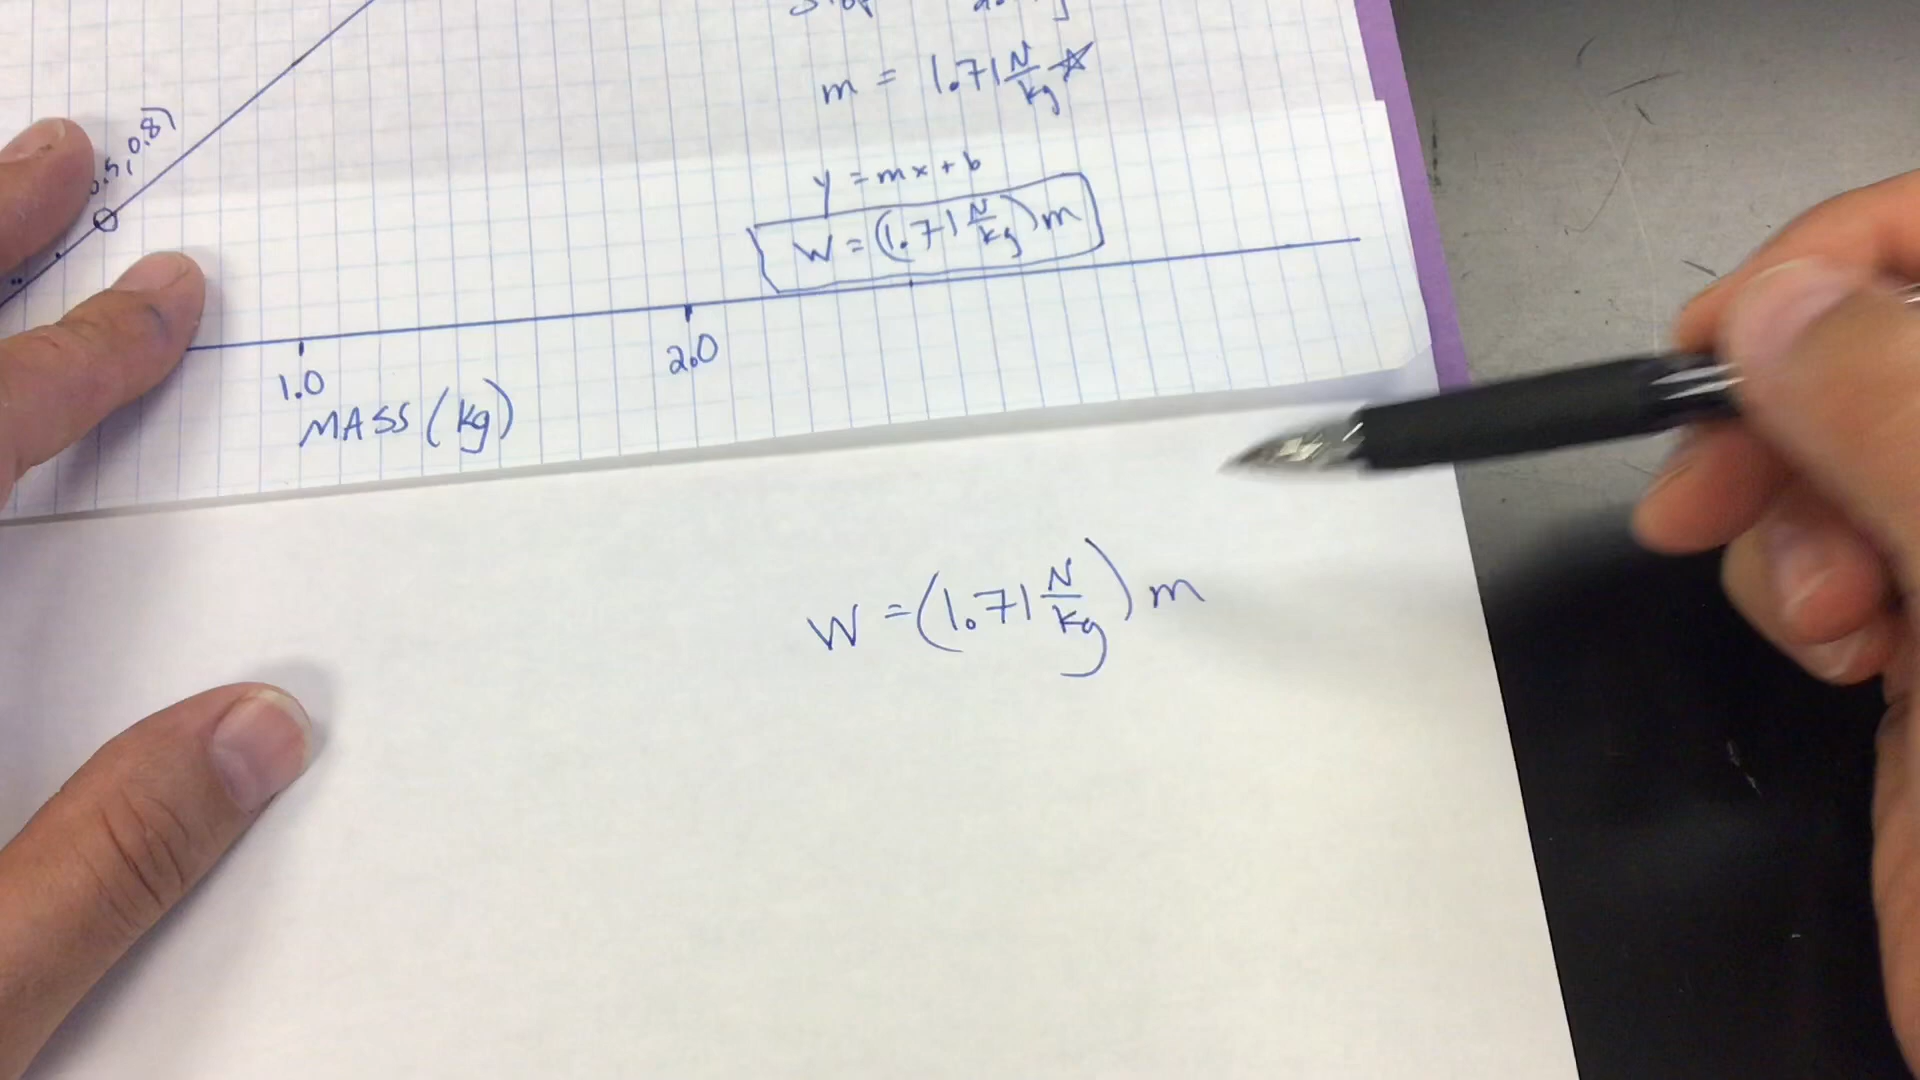 m = 1.71 N/kg ☆
0.5, 0.8)
y = mx + b
W = (1.71 N/kg) m
1.0
2.0
MASS (kg)
W = (1.71 N/kg) m